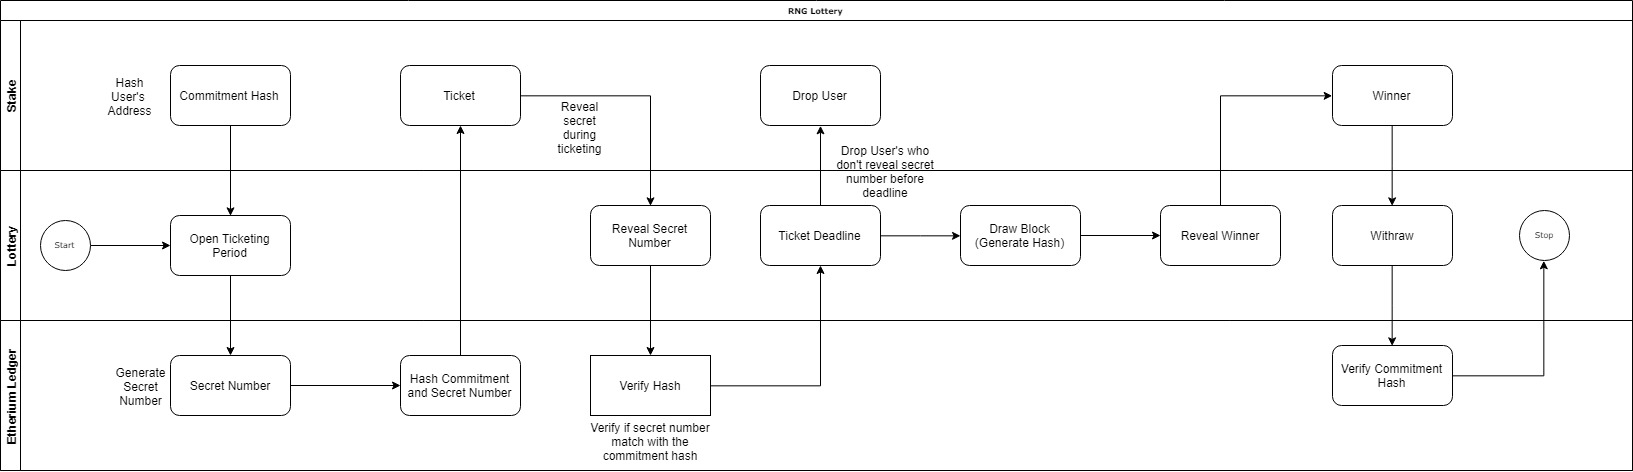 RNG Lottery
Stake
Hash
User's
Address
Commitment Hash
Ticket
Reveal
secret
during
ticketing
Drop User
Drop User's who
don't reveal secret
number before
deadline
Winner
Lottery
Start
Open Ticketing
Period
Reveal Secret
Number
Ticket Deadline
Draw Block
(Generate Hash)
Reveal Winner
Withraw
Stop
Etherium Ledger
Generate
Secret
Number
Secret Number
Hash Commitment
and Secret Number
Verify Hash
Verify if secret number
match with the
commitment hash
Verify Commitment
Hash